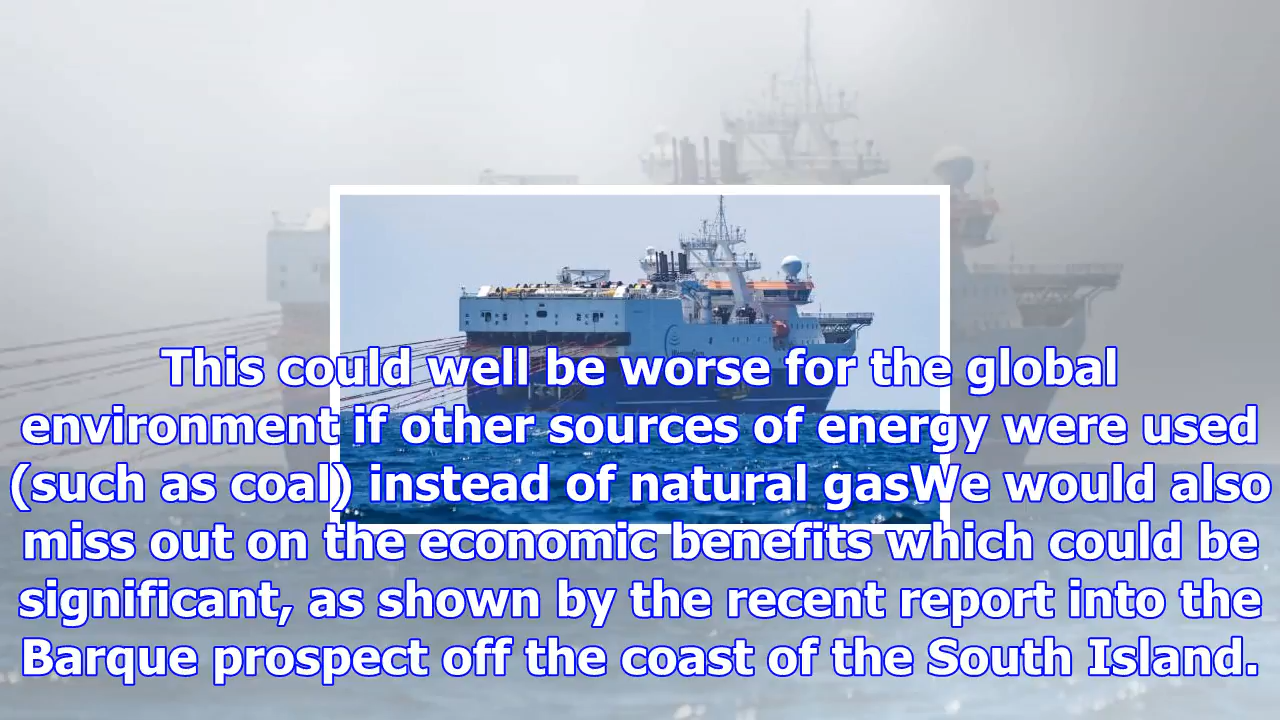 This could well be worse for the global
environment if other sources of energy were used
(such as coal) instead of natural gasWe would also
miss out on the economic benefits which could be
significant, as shown by the recent report into the
Barque prospect off the coast of the South Island.